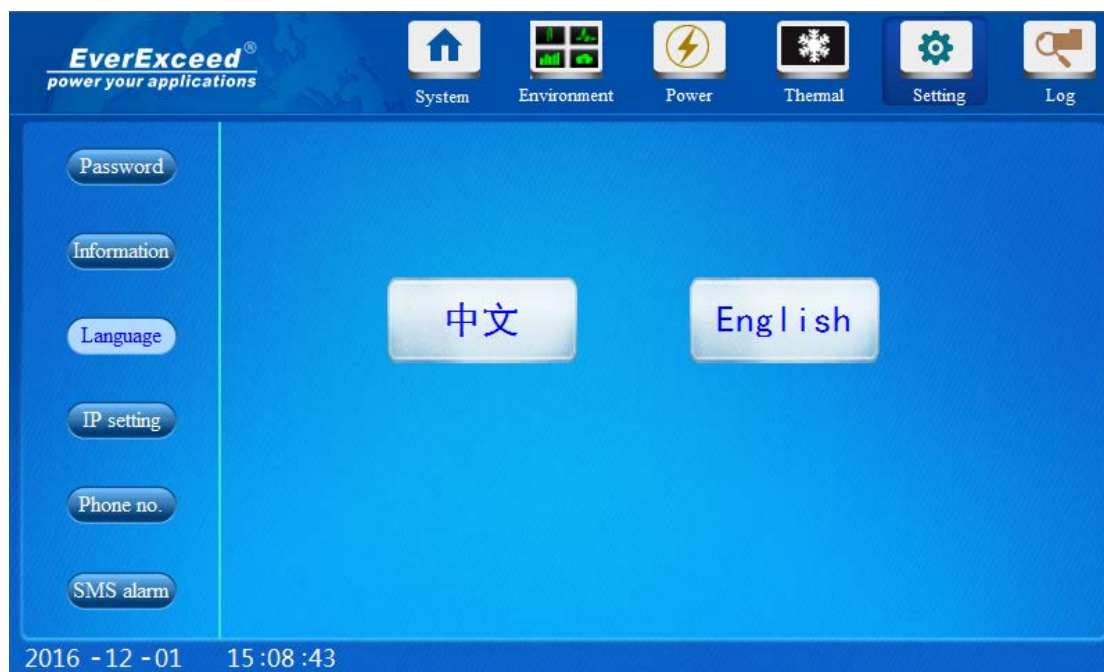 EverExceed®
power your applications
System
Environment
Power
Thermal
Setting
Log
Password
Information
Language
IP setting
Phone no.
SMS alarm
中文
English
2016 -12 -01 15:08 :43